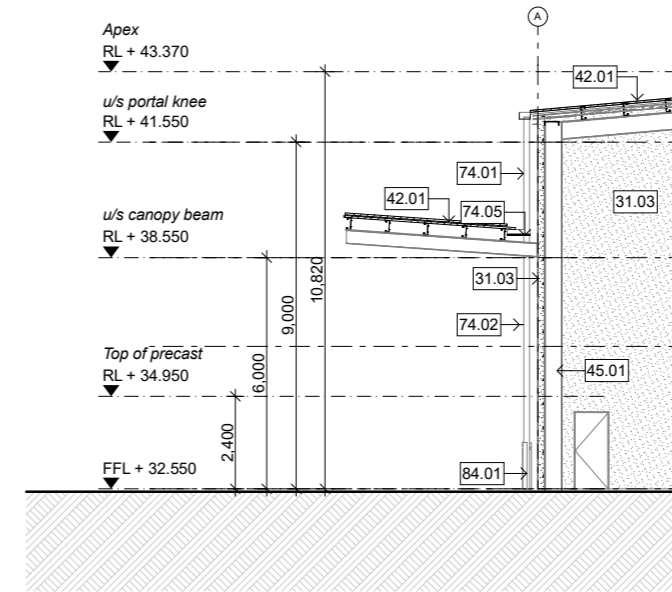 A
Apex
RL + 43.370
42.01
u/s portal knee
RL + 41.550
74.01
42.01
74.05
31.03
u/s canopy beam
RL + 38.550
31.03
10,820
9,000
74.02
6,000
Top of precast
RL + 34.950
45.01
2,400
FFL + 32.550
84.01